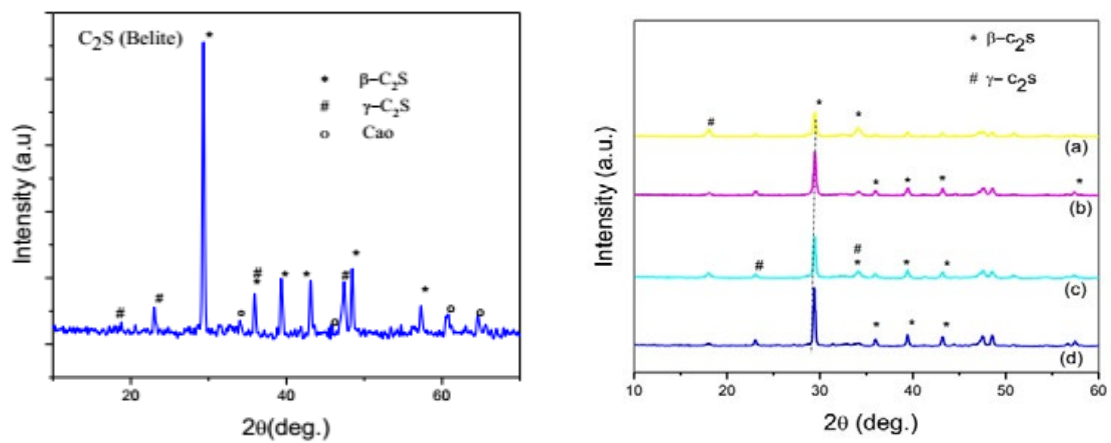 C2S (Belite)
*
* β–C2S
# γ–C2S
o Cao
# # * o # * * * o # * * o o
Intensity (a.u)
20 40 60
2θ(deg.)
* β–c2s
# γ– c2s
# * *
(a)
* * * *
(b)
# # * * *
(c)
* * *
(d)
Intensity (a.u.)
10 20 30 40 50 60
2θ (deg.)